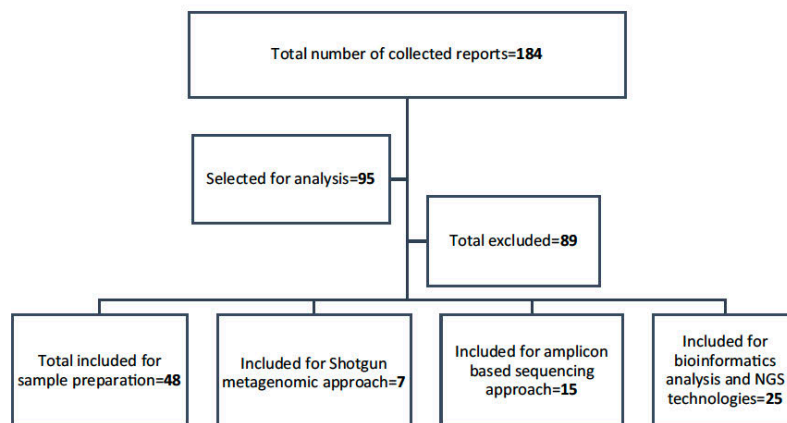 Total number of collected reports=184
Selected for analysis=95
Total excluded=89
Total included for
sample preparation=48
Included for Shotgun
metagenomic approach=7
Included for amplicon
based sequencing
approach=15
Included for
bioinformatics
analysis and NGS
technologies=25